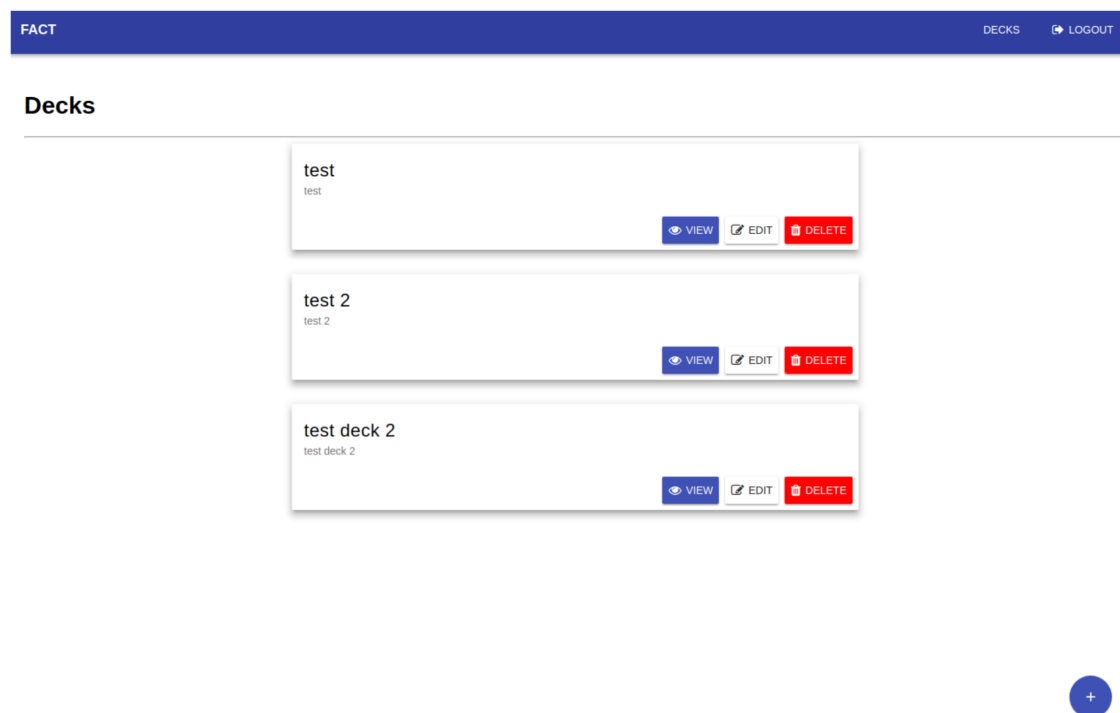 FACT DECKS LOGOUT
Decks
test
test
VIEW EDIT DELETE
test 2
test 2
VIEW EDIT DELETE
test deck 2
test deck 2
VIEW EDIT DELETE
+